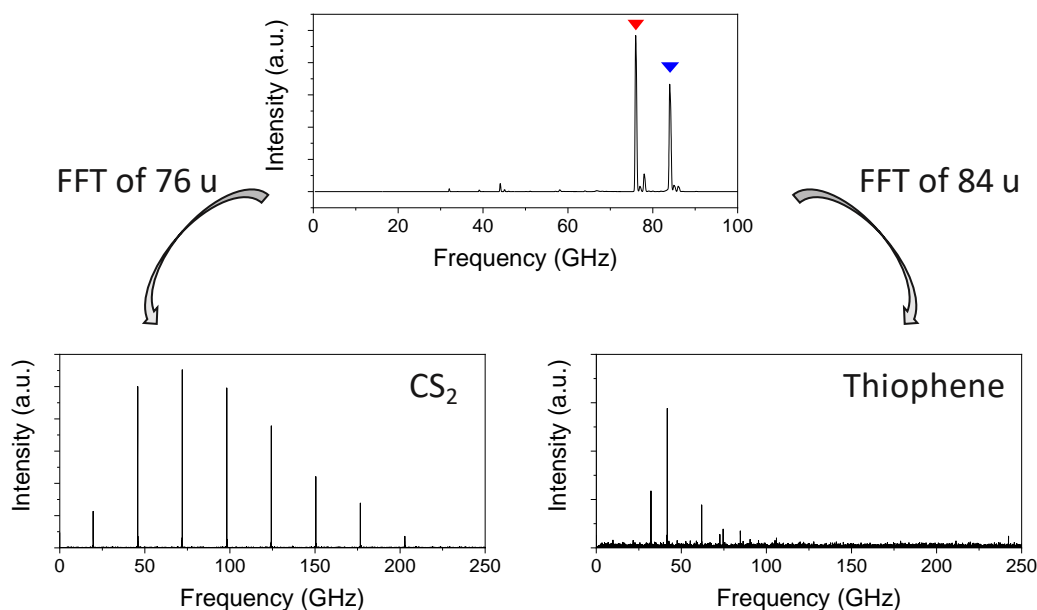 Intensity (a.u.)
0 20 40 60 80 100
Frequency (GHz)
FFT of 76 u
FFT of 84 u
CS₂
Intensity (a.u.)
0 50 100 150 200 250
Frequency (GHz)
Thiophene
Intensity (a.u.)
0 50 100 150 200 250
Frequency (GHz)